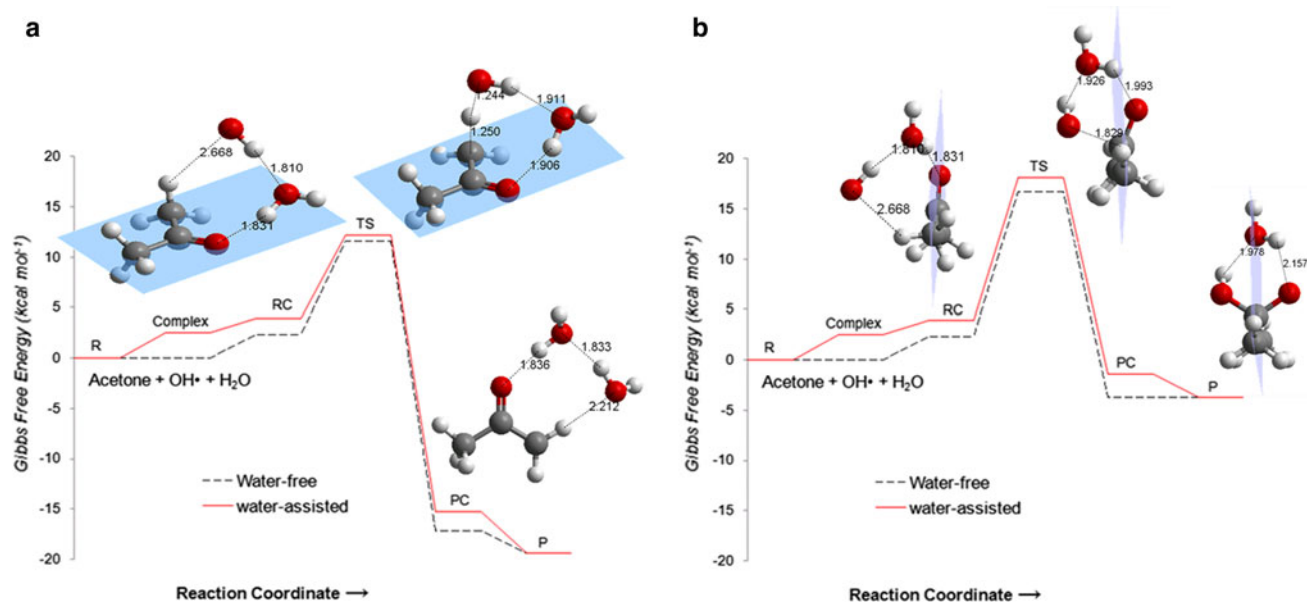 a
Gibbs Free Energy (kcal mol⁻¹)
20
15
10
5
0
-5
-10
-15
-20
R
Complex
RC
TS
PC
P
Acetone + OH• + H₂O
2.668
1.810
1.831
1.244
1.911
1.250
1.906
1.836
1.833
2.212
Water-free
water-assisted
Reaction Coordinate →
b
Gibbs Free Energy (kcal mol⁻¹)
20
15
10
5
0
-5
-10
-15
-20
R
Complex
RC
TS
PC
P
Acetone + OH• + H₂O
1.810
1.831
2.668
1.926
1.993
1.829
1.978
2.157
Water-free
water-assisted
Reaction Coordinate →